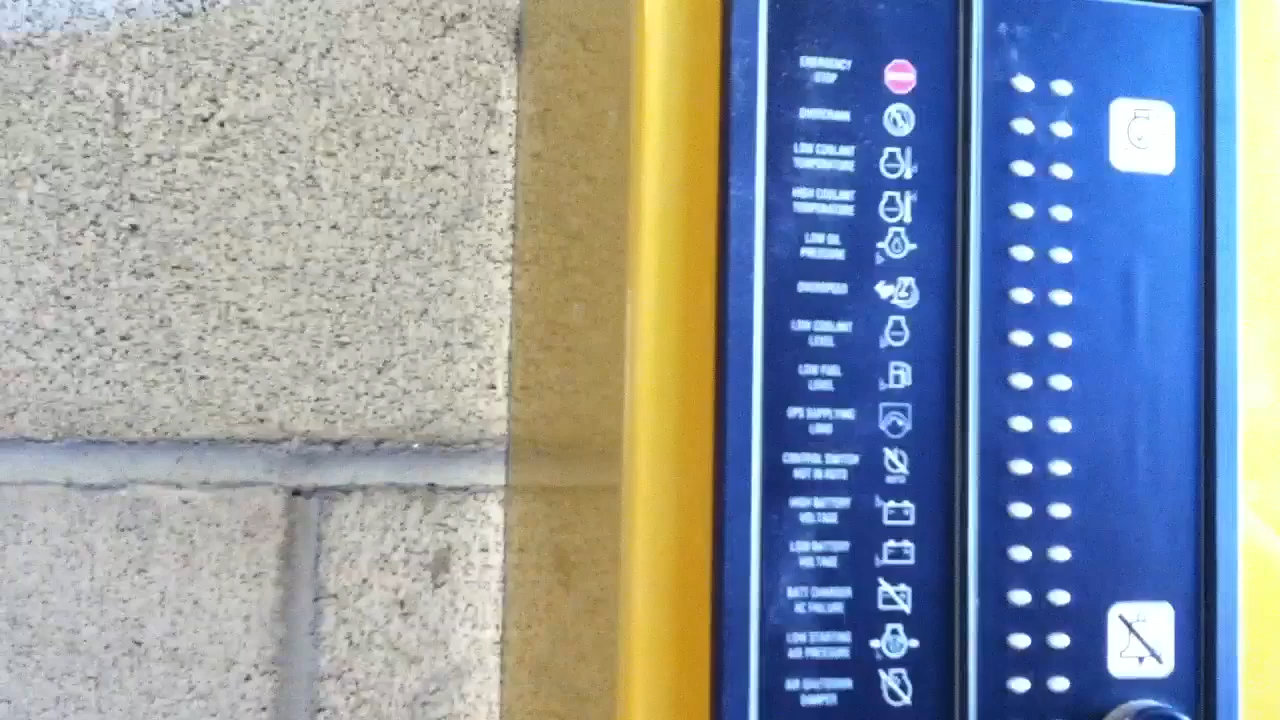 EMERGENCY
STOP
OVERCRANK
LOW COOLANT
TEMPERATURE
HIGH COOLANT
TEMPERATURE
LOW OIL
PRESSURE
OVERSPEED
LOW COOLANT
LEVEL
LOW FUEL
LEVEL
EPS SUPPLYING
LOAD
CONTROL SWITCH
NOT IN AUTO
AUTO
HIGH BATTERY
VOLTAGE
LOW BATTERY
VOLTAGE
BATT CHARGER
AC FAILURE
LOW STARTING
AIR PRESSURE
AIR SHUTDOWN
DAMPER